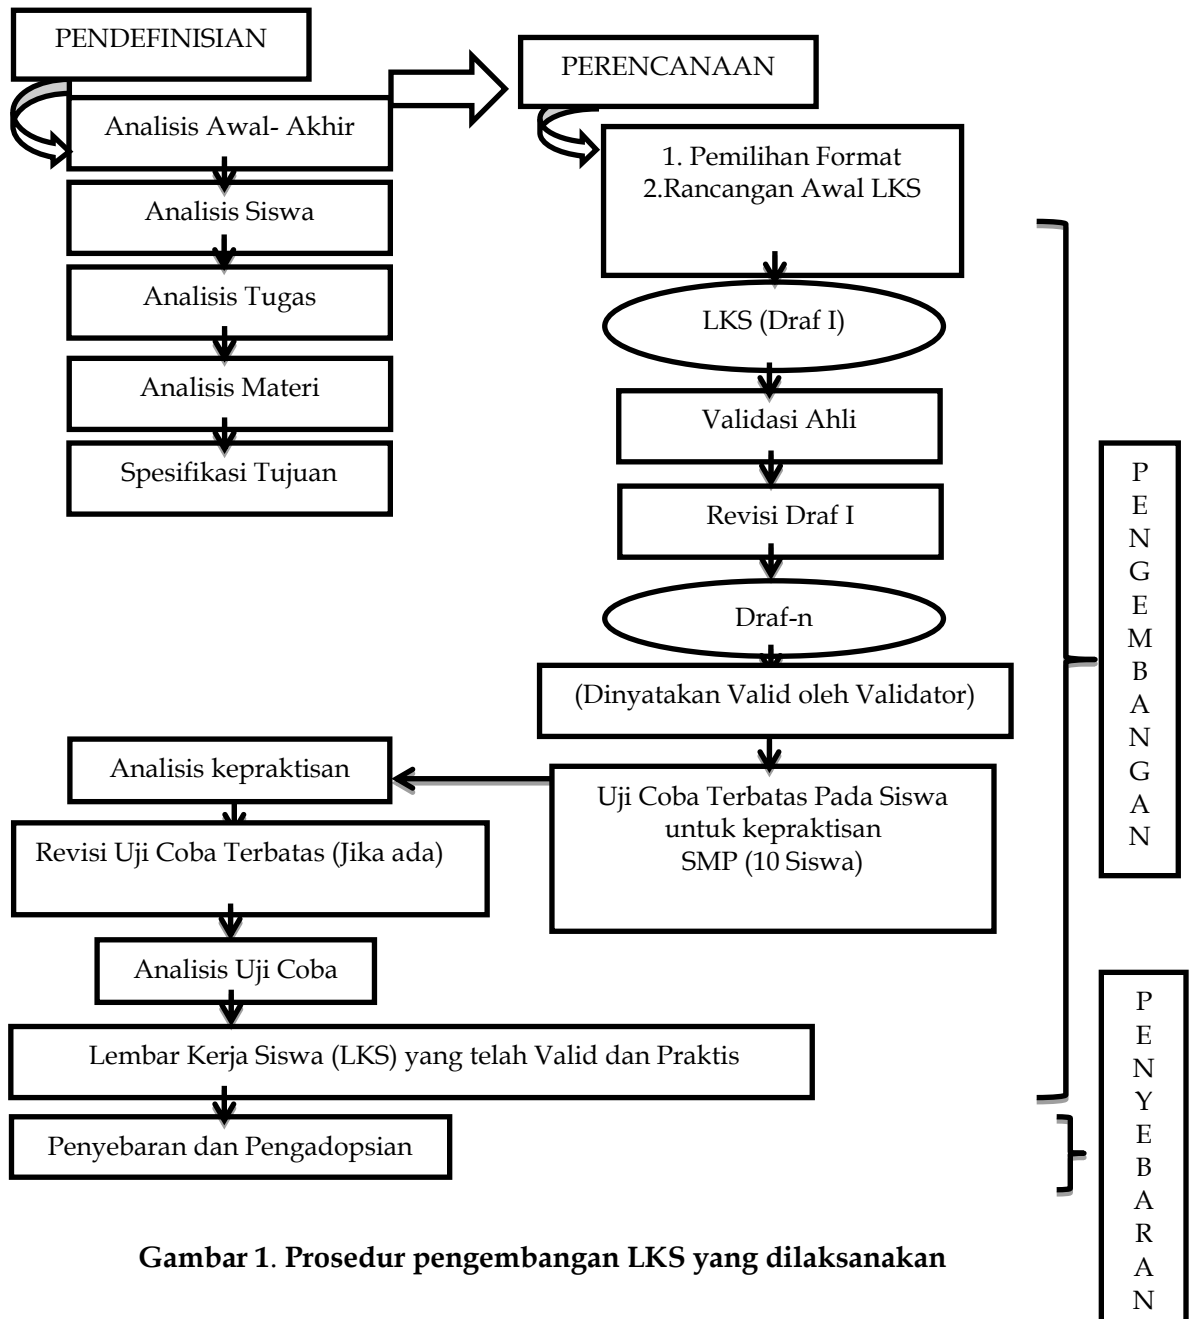 PENDEFINISIAN
Analisis Awal- Akhir
Analisis Siswa
Analisis Tugas
Analisis Materi
Spesifikasi Tujuan
PERENCANAAN
1. Pemilihan Format
2.Rancangan Awal LKS
LKS (Draf I)
Validasi Ahli
Revisi Draf I
Draf-n
(Dinyatakan Valid oleh Validator)
Uji Coba Terbatas Pada Siswa
untuk kepraktisan
SMP (10 Siswa)
Analisis kepraktisan
Revisi Uji Coba Terbatas (Jika ada)
Analisis Uji Coba
Lembar Kerja Siswa (LKS) yang telah Valid dan Praktis
Penyebaran dan Pengadopsian
P
E
N
G
E
M
B
A
N
G
A
N
P
E
N
Y
E
B
A
R
A
N
Gambar 1. Prosedur pengembangan LKS yang dilaksanakan